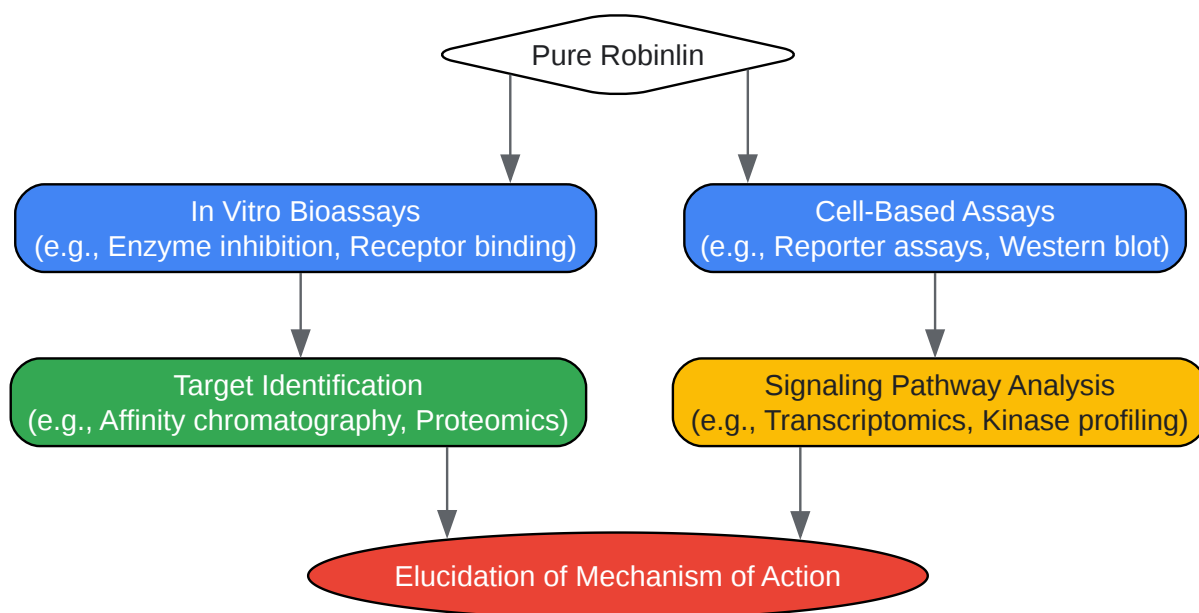 Pure Robinlin
In Vitro Bioassays
(e.g., Enzyme inhibition, Receptor binding)
Cell-Based Assays
(e.g., Reporter assays, Western blot)
Target Identification
(e.g., Affinity chromatography, Proteomics)
Signaling Pathway Analysis
(e.g., Transcriptomics, Kinase profiling)
Elucidation of Mechanism of Action